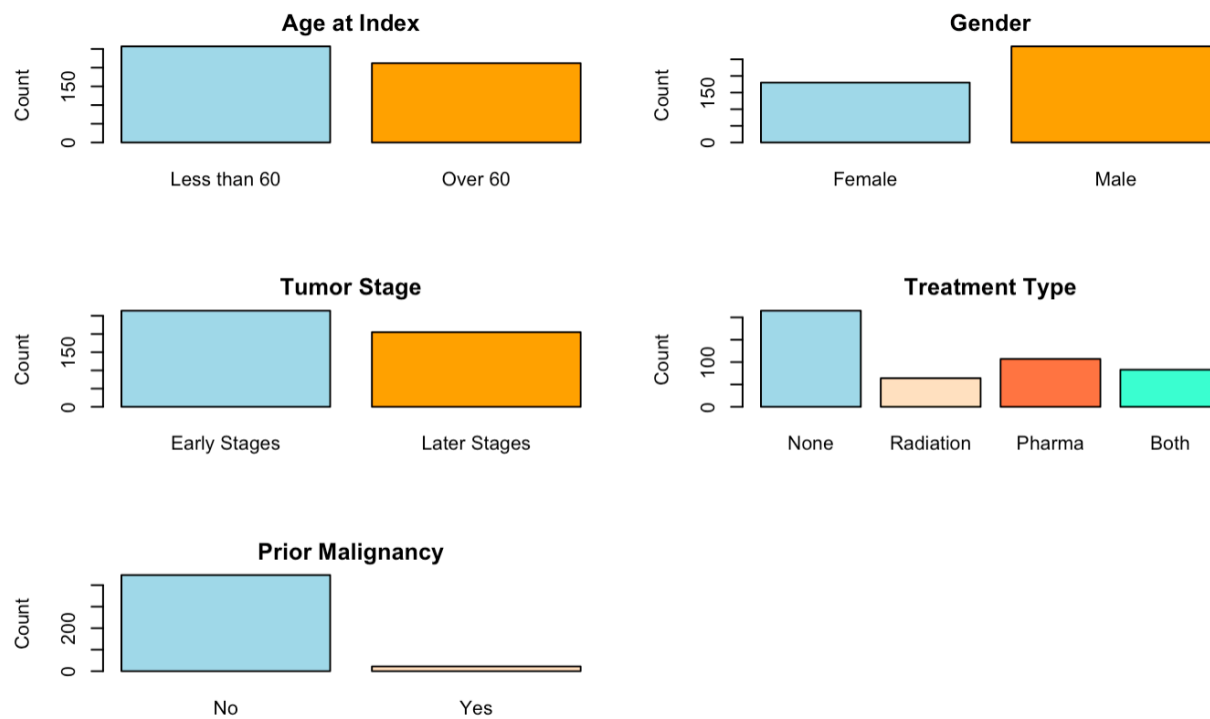 Age at Index
Count
150
0
Less than 60
Over 60
Gender
Count
150
0
Female
Male
Tumor Stage
Count
150
0
Early Stages
Later Stages
Treatment Type
Count
100
0
None
Radiation
Pharma
Both
Prior Malignancy
Count
200
0
No
Yes